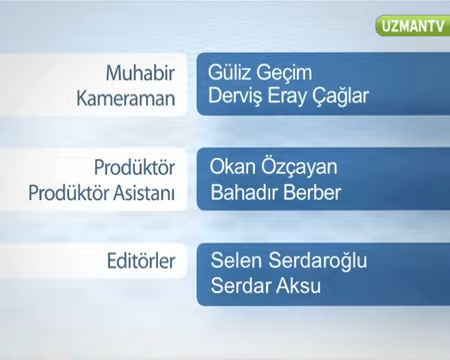 UZMANTV
Muhabir Güliz Geçim
Kameraman Derviş Eray Çağlar
Prodüktör Okan Özçayan
Prodüktör Asistanı Bahadır Berber
Editörler Selen Serdaroğlu
Serdar Aksu